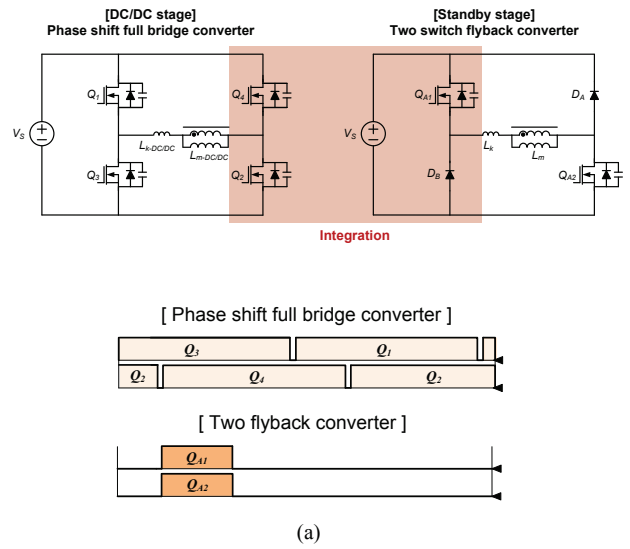 [DC/DC stage]
Phase shift full bridge converter
[Standby stage]
Two switch flyback converter
Q1
Q4
VS
Lk-DC/DC
Lm-DC/DC
Q3
Q2
QA1
DA
VS
Lk
Lm
DB
QA2
Integration
[ Phase shift full bridge converter ]
Q3 Q1
Q2 Q4 Q2
[ Two flyback converter ]
QA1
QA2
(a)